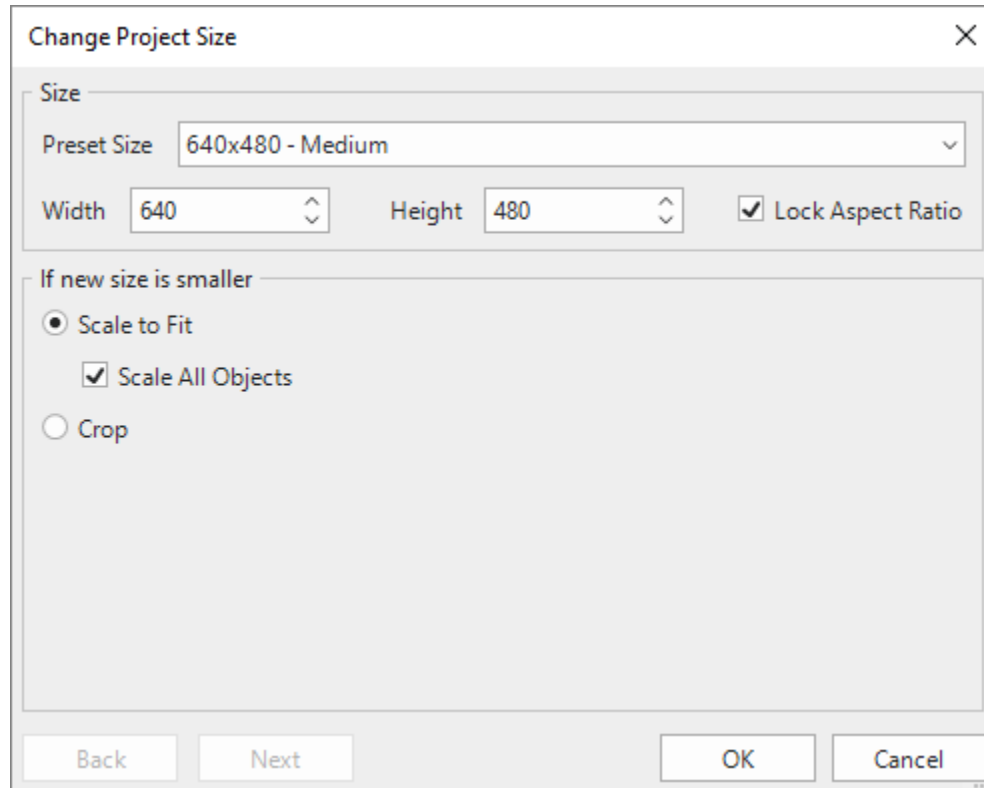 Change Project Size
Size
Preset Size 640x480 - Medium
Width 640 Height 480 Lock Aspect Ratio
If new size is smaller
Scale to Fit
Scale All Objects
Crop
Back Next OK Cancel